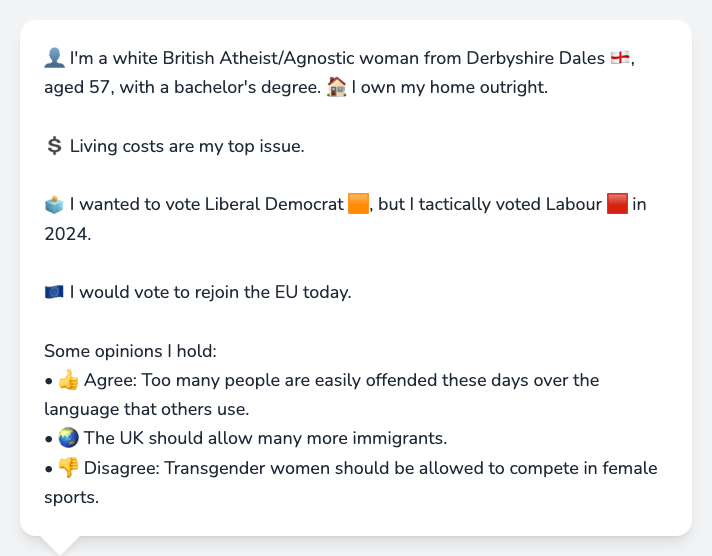 👤 I'm a white British Atheist/Agnostic woman from Derbyshire Dales 🏴󠁧󠁢󠁥󠁮󠁧󠁿,
aged 57, with a bachelor's degree. 🏠 I own my home outright.
💲 Living costs are my top issue.
🗳️ I wanted to vote Liberal Democrat 🟧, but I tactically voted Labour 🟥 in
2024.
🇪🇺 I would vote to rejoin the EU today.
Some opinions I hold:
• 👍 Agree: Too many people are easily offended these days over the
language that others use.
• 🌏 The UK should allow many more immigrants.
• 👎 Disagree: Transgender women should be allowed to compete in female
sports.